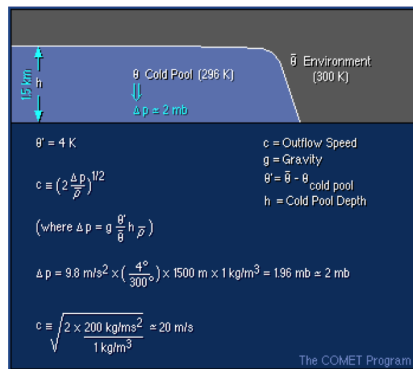 1.5 km
h
θ Cold Pool (296 K)
⇓
Δp ≃ 2 mb
θ̄ Environment
(300 K)
θ' = 4 K
c ≡ (2 Δp/ρ̄)^1/2
(where Δp = g θ'/θ̄ h ρ̄)
c = Outflow Speed
g = Gravity
θ' = θ̄ - θ cold pool
h = Cold Pool Depth
Δp = 9.8 m/s² × (4°/300°) × 1500 m × 1 kg/m³ = 1.96 mb ≃ 2 mb
c ≡ √(2 × 200 kg/ms²/1 kg/m³) ≃ 20 m/s
The COMET Program